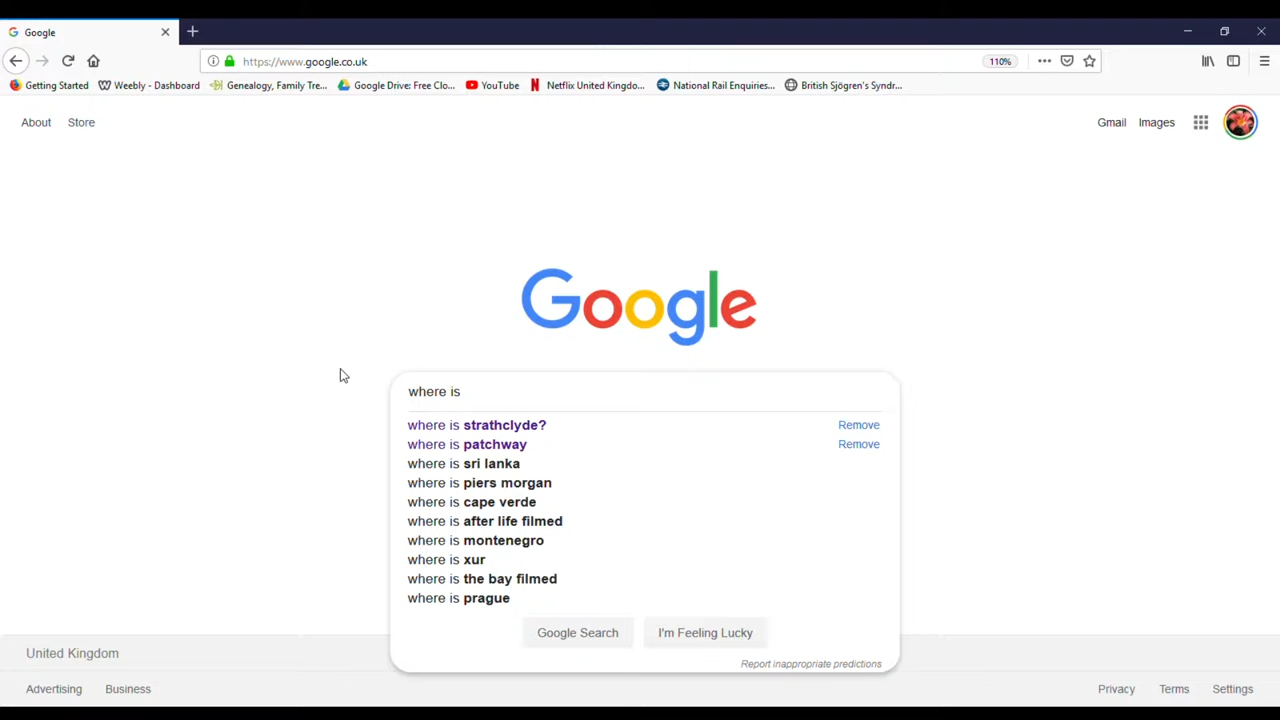 Google
https://www.google.co.uk
110%
Getting Started
Weebly - Dashboard
Genealogy, Family Tre...
Google Drive: Free Clo...
YouTube
Netflix United Kingdo...
National Rail Enquiries...
British Sjögren's Syndr...
About
Store
Gmail
Images
Google
where is
where is strathclyde?
Remove
where is patchway
Remove
where is sri lanka
where is piers morgan
where is cape verde
where is after life filmed
where is montenegro
where is xur
where is the bay filmed
where is prague
Google Search
I'm Feeling Lucky
Report inappropriate predictions
United Kingdom
Advertising
Business
Privacy
Terms
Settings